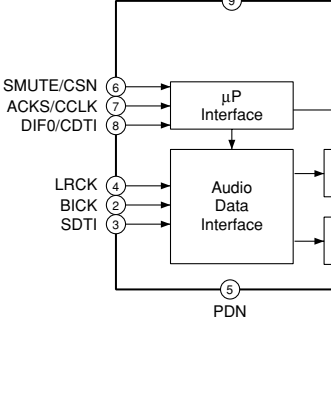 9
SMUTE/CSN 6
ACKS/CCLK 7
DIF0/CDTI 8
µP
Interface
LRCK 4
BICK 2
SDTI 3
Audio
Data
Interface
5
PDN